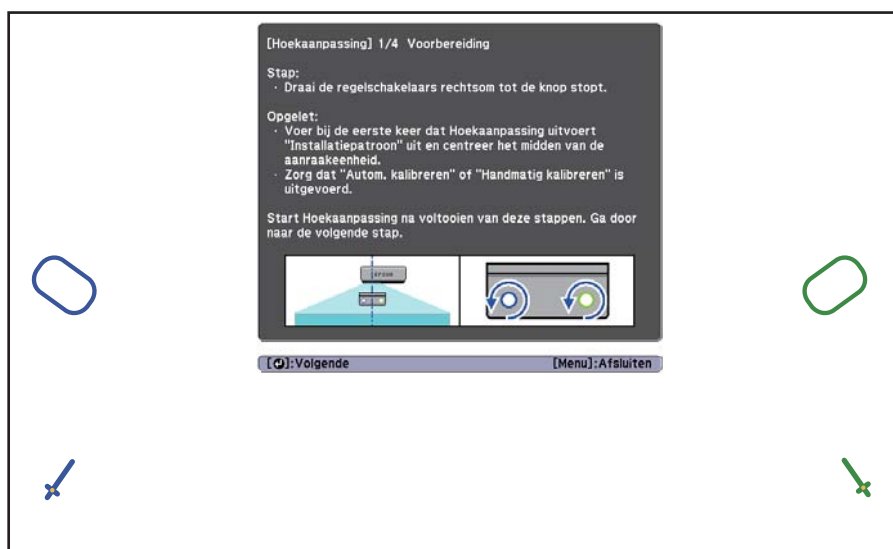 [Hoekaanpassing] 1/4 Voorbereiding
Stap:
· Draai de regelschakelaars rechtsom tot de knop stopt.
Opgelet:
· Voer bij de eerste keer dat Hoekaanpassing uitvoert
"Installatiepatroon" uit en centreer het midden van de
aanraakeenheid.
· Zorg dat "Autom. kalibreren" of "Handmatig kalibreren" is
uitgevoerd.
Start Hoekaanpassing na voltooien van deze stappen. Ga door
naar de volgende stap.
EPSON
[⏎]:Volgende [Menu]:Afsluiten